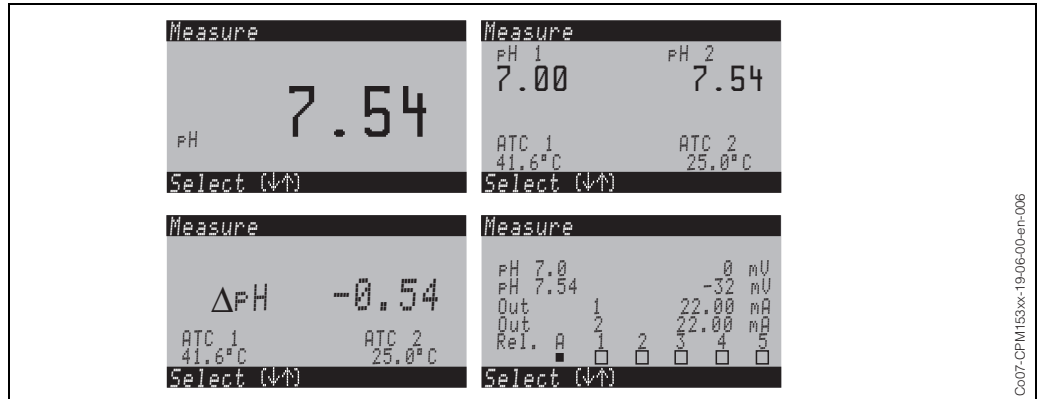 Measure
7.54
pH
Select (↓↑)
Measure
pH 1 pH 2
7.00 7.54
ATC 1 ATC 2
41.6°C 25.0°C
Select (↓↑)
Measure
ΔpH -0.54
ATC 1 ATC 2
41.6°C 25.0°C
Select (↓↑)
Measure
pH 7.0 0 mV
pH 7.54 -32 mV
Out 1 22.00 mA
Out 2 22.00 mA
Rel. A 1 2 3 4 5
■ □ □ □ □ □
Select (↓↑)
Co07-CPM153xx-19-06-00-en-006